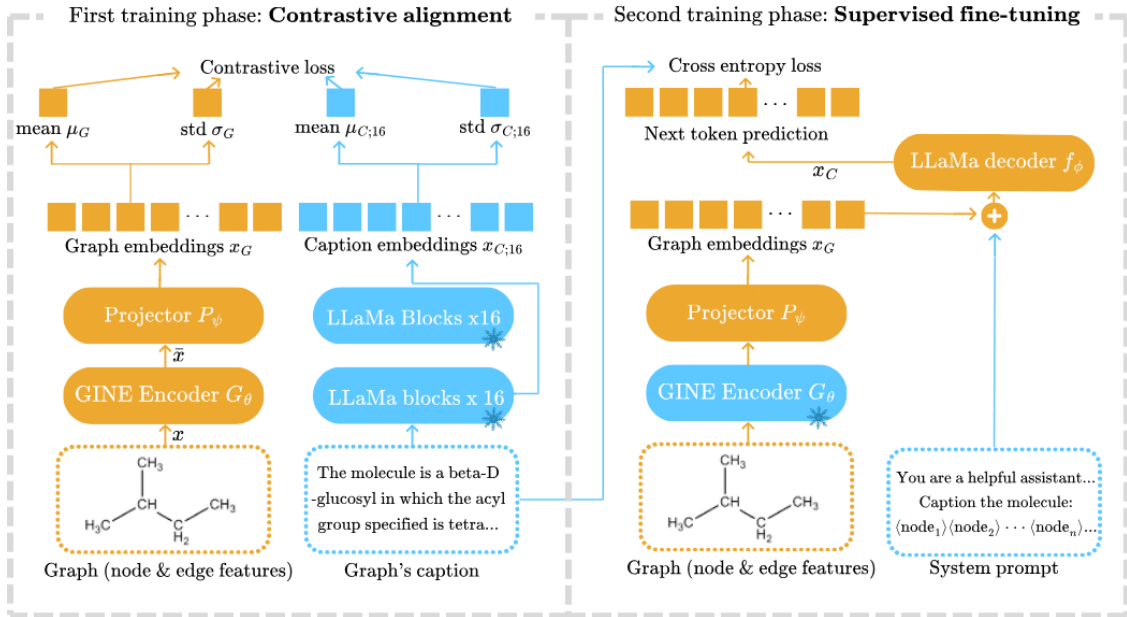 First training phase: Contrastive alignment
Contrastive loss
mean μ_G
std σ_G
mean μ_{C;16}
std σ_{C;16}
...
...
Graph embeddings x_G
Caption embeddings x_{C;16}
Projector P_ψ
LLaMa Blocks x16
x̄
GINE Encoder G_θ
LLaMa blocks x 16
x
CH₃
CH
CH₃
H₃C
C
H₂
The molecule is a beta-D
-glucosyl in which the acyl
group specified is tetra...
Graph (node & edge features)
Graph's caption
Second training phase: Supervised fine-tuning
Cross entropy loss
...
Next token prediction
LLaMa decoder f_ϕ
x_C
...
+
Graph embeddings x_G
Projector P_ψ
GINE Encoder G_θ
CH₃
CH
CH₃
H₃C
C
H₂
You are a helpful assistant...
Caption the molecule:
⟨node₁⟩⟨node₂⟩ ··· ⟨node_n⟩...
Graph (node & edge features)
System prompt